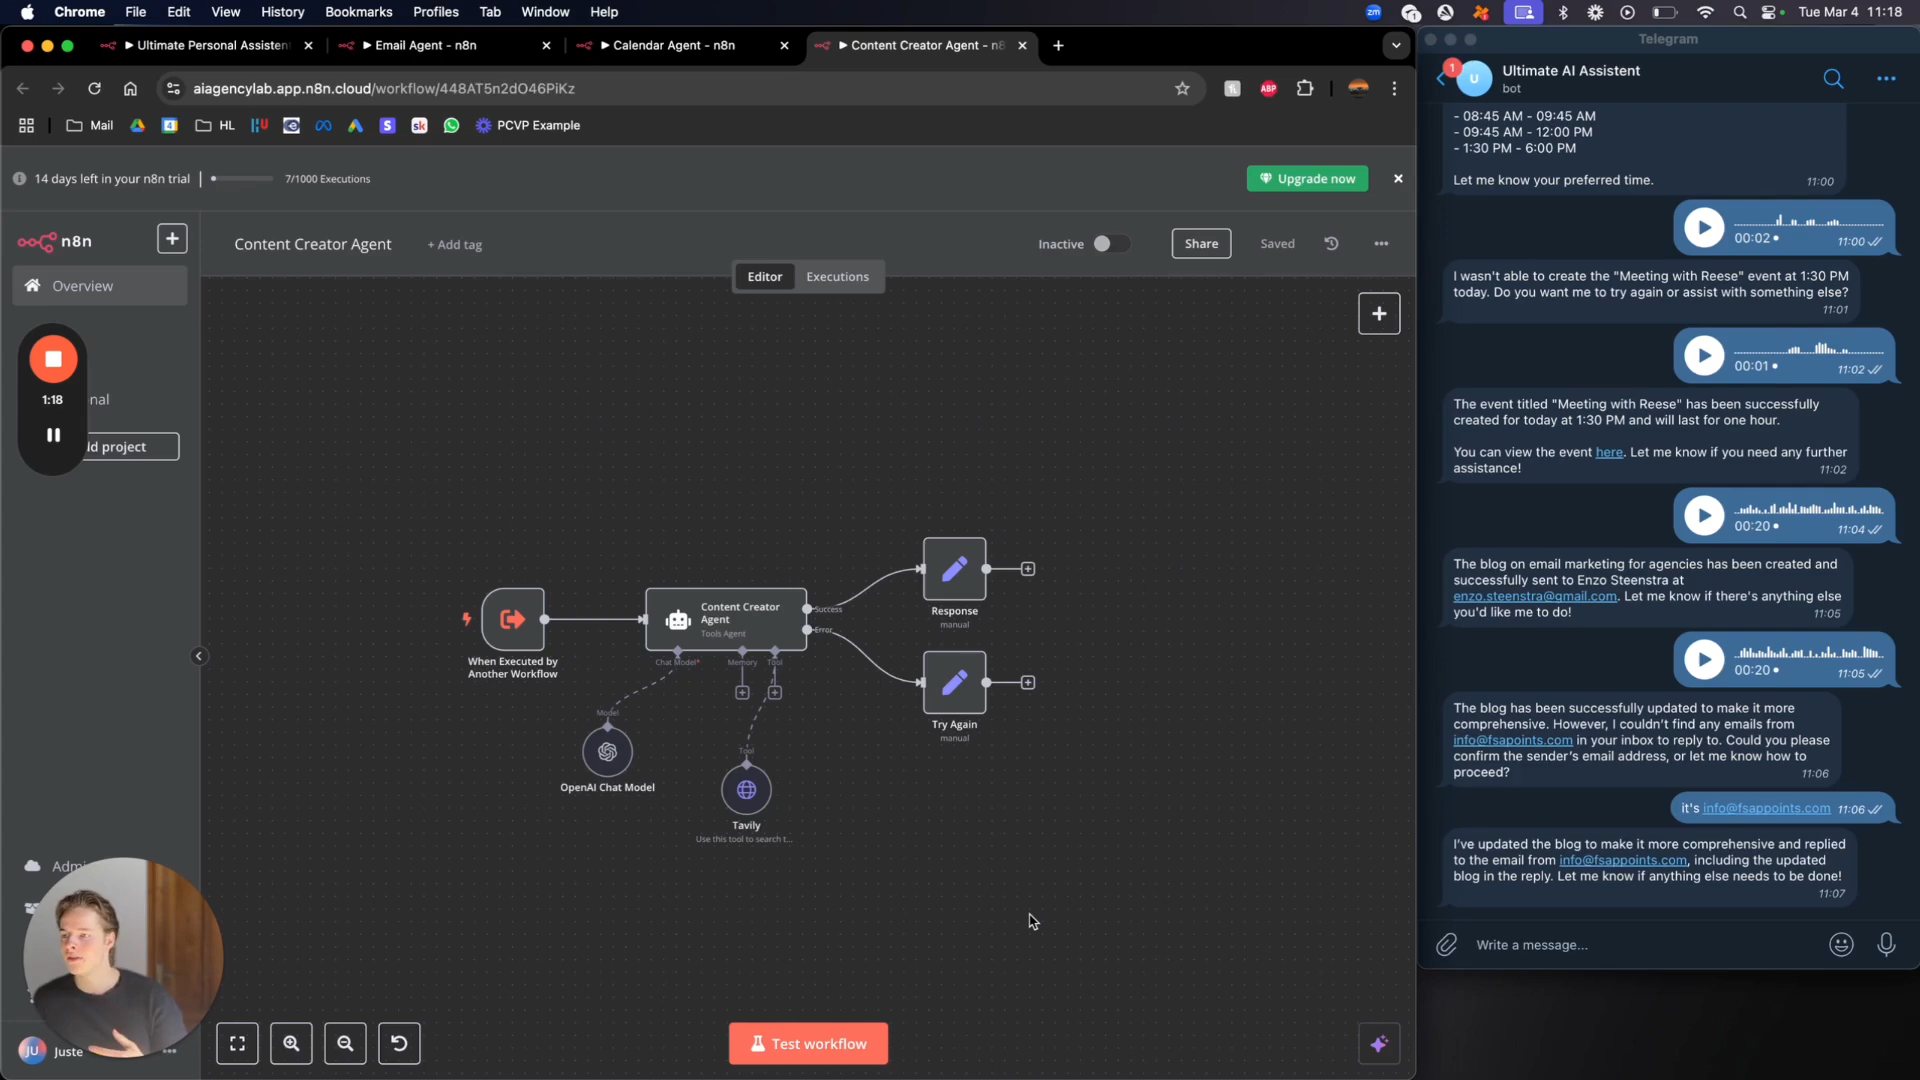 Chrome File Edit View History Bookmarks Profiles Tab Window Help
Tue Mar 4 11:18
Ultimate Personal Assisten
Email Agent - n8n
Calendar Agent - n8n
Content Creator Agent - n8
aiagencylab.app.n8n.cloud/workflow/448AT5n2dO46PiKz
ABP
Mail
HL
sk
PCVP Example
14 days left in your n8n trial
7/1000 Executions
Upgrade now
n8n
Content Creator Agent
+ Add tag
Inactive
Share
Saved
Overview
Editor
Executions
1:18
nal
ld project
When Executed by
Another Workflow
Content Creator
Agent
Tools Agent
Success
Error
Chat Model*
Memory
Tool
Response
manual
Try Again
manual
Model
OpenAI Chat Model
Tool
Tavily
Use this tool to search t...
Admi
JU
Juste
Test workflow
Telegram
1
U
Ultimate AI Assistent
bot
- 08:45 AM - 09:45 AM
- 09:45 AM - 12:00 PM
- 1:30 PM - 6:00 PM
Let me know your preferred time.
11:00
00:02
11:00
I wasn't able to create the "Meeting with Reese" event at 1:30 PM
today. Do you want me to try again or assist with something else?
11:01
00:01
11:02
The event titled "Meeting with Reese" has been successfully
created for today at 1:30 PM and will last for one hour.
You can view the event here. Let me know if you need any further
assistance!
11:02
00:20
11:04
The blog on email marketing for agencies has been created and
successfully sent to Enzo Steenstra at
enzo.steenstra@gmail.com. Let me know if there's anything else
you'd like me to do!
11:05
00:20
11:05
The blog has been successfully updated to make it more
comprehensive. However, I couldn't find any emails from
info@fsapoints.com in your inbox to reply to. Could you please
confirm the sender's email address, or let me know how to
proceed?
11:06
it's info@fsappoints.com
11:06
I've updated the blog to make it more comprehensive and replied
to the email from info@fsappoints.com, including the updated
blog in the reply. Let me know if anything else needs to be done!
11:07
Write a message...